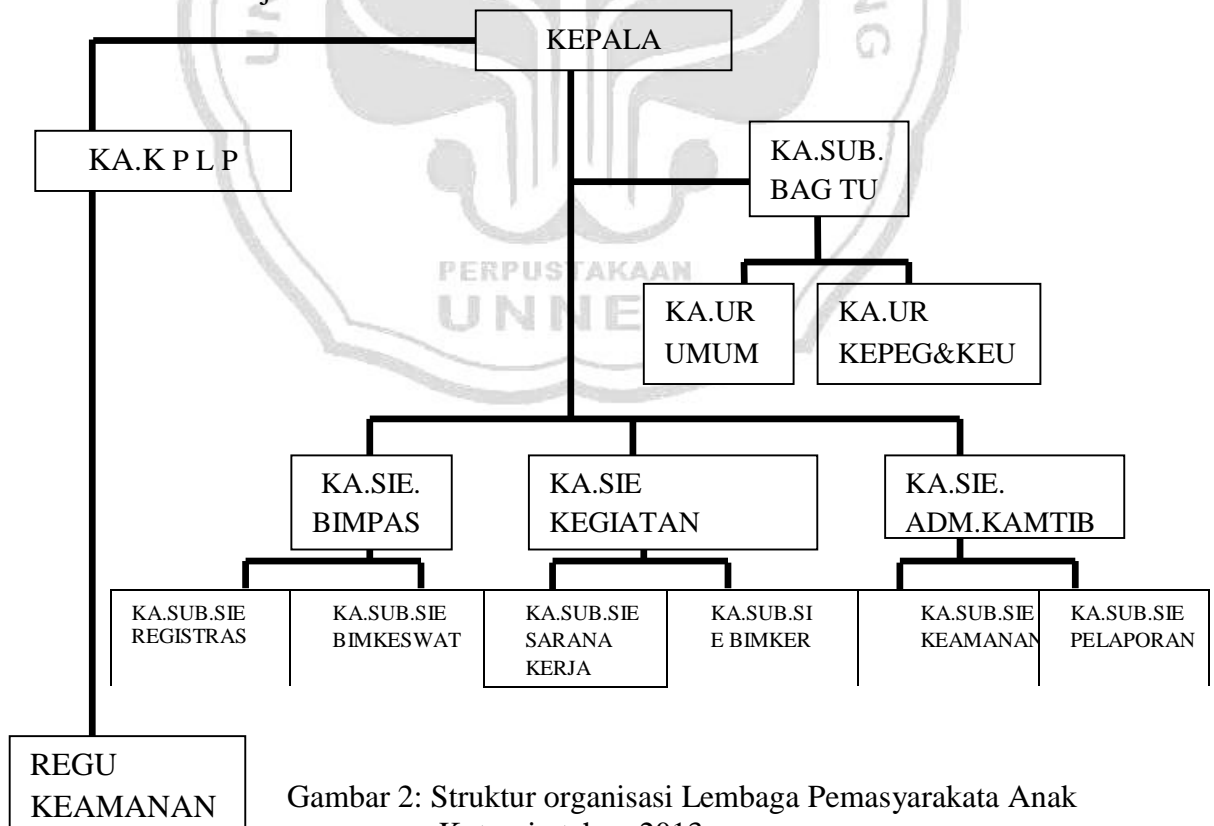 KEPALA
KA.K P L P
KA.SUB.
BAG TU
PERPUSTAKAAN
UNNE
KA.UR
UMUM
KA.UR
KEPEG&KEU
KA.SIE.
BIMPAS
KA.SIE
KEGIATAN
KA.SIE.
ADM.KAMTIB
KA.SUB.SIE
REGISTRAS
KA.SUB.SIE
BIMKESWAT
KA.SUB.SIE
SARANA
KERJA
KA.SUB.SI
E BIMKER
KA.SUB.SIE
KEAMANAN
KA.SUB.SIE
PELAPORAN
REGU
KEAMANAN
Gambar 2: Struktur organisasi Lembaga Pemasyarakata Anak